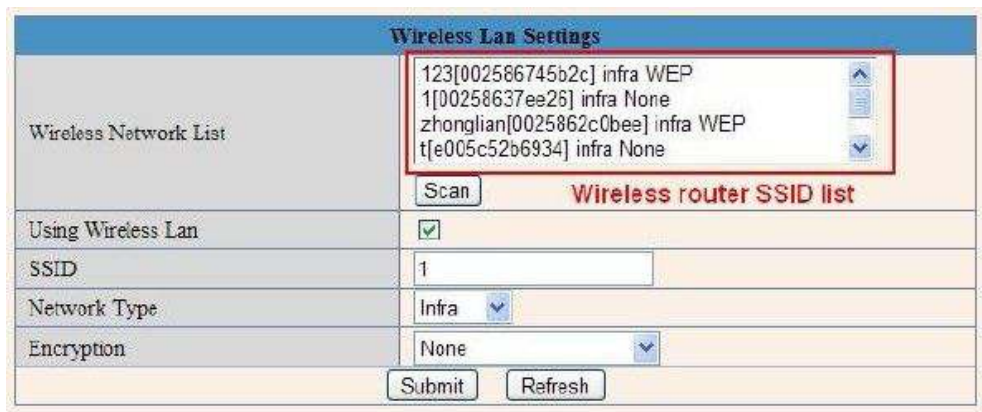 Wireless Lan Settings
Wireless Network List
123[002586745b2c] infra WEP
1[00258637ee26] infra None
zhonglian[0025862c0bee] infra WEP
t[e005c52b6934] infra None
Scan
Wireless router SSID list
Using Wireless Lan
SSID
1
Network Type
Infra
Encryption
None
Submit Refresh